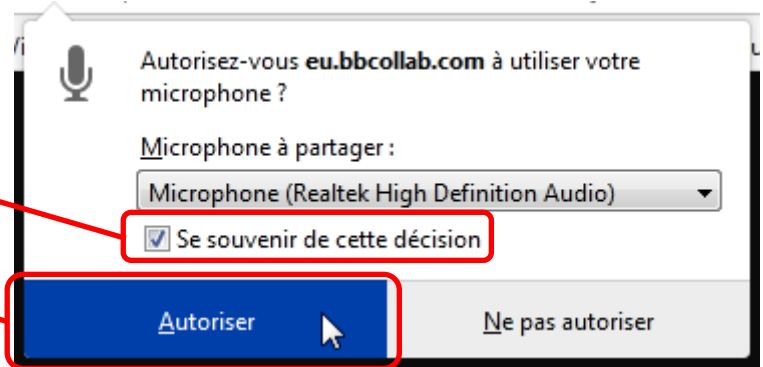 Autorisez-vous eu.bbcollab.com à utiliser votre
microphone ?
Microphone à partager :
Microphone (Realtek High Definition Audio)
Se souvenir de cette décision
Autoriser
Ne pas autoriser